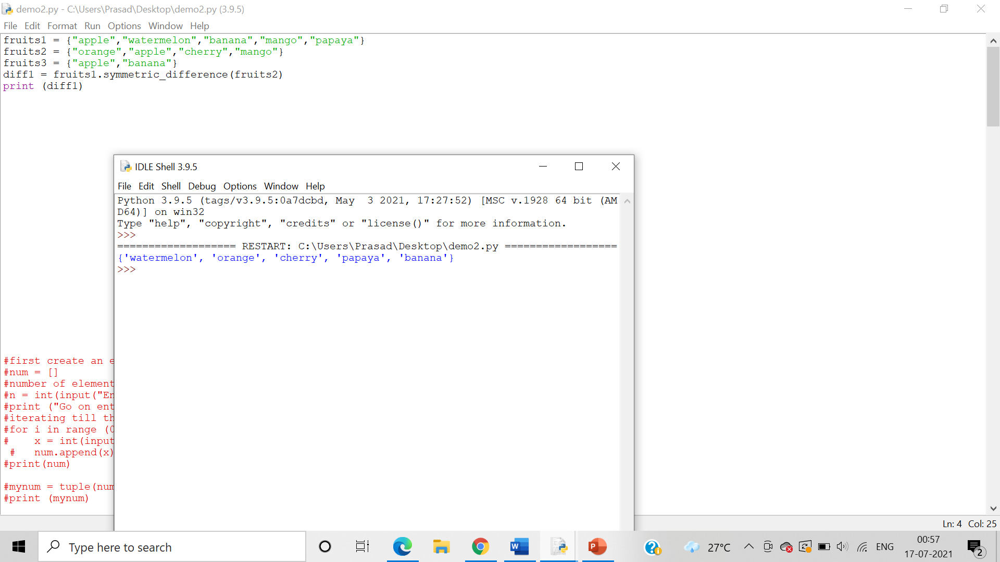 demo2.py - C:\Users\Prasad\Desktop\demo2.py (3.9.5)
File Edit Format Run Options Window Help
fruits1 = {"apple","watermelon","banana","mango","papaya"}
fruits2 = {"orange","apple","cherry","mango"}
fruits3 = {"apple","banana"}
diff1 = fruits1.symmetric_difference(fruits2)
print (diff1)
IDLE Shell 3.9.5
File Edit Shell Debug Options Window Help
Python 3.9.5 (tags/v3.9.5:0a7dcbd, May  3 2021, 17:27:52) [MSC v.1928 64 bit (AM
D64)] on win32
Type "help", "copyright", "credits" or "license()" for more information.
>>>
=================== RESTART: C:\Users\Prasad\Desktop\demo2.py ==================
{'watermelon', 'orange', 'cherry', 'papaya', 'banana'}
>>>
#first create an e
#num = []
#number of element
#n = int(input("En
#print ("Go on ent
#iterating till th
#for i in range (0
#    x = int(input
 #   num.append(x)
#print(num)
#mynum = tuple(num
#print (mynum)
Ln: 4 Col: 25
Type here to search
27°C
ENG
00:57
17-07-2021
2